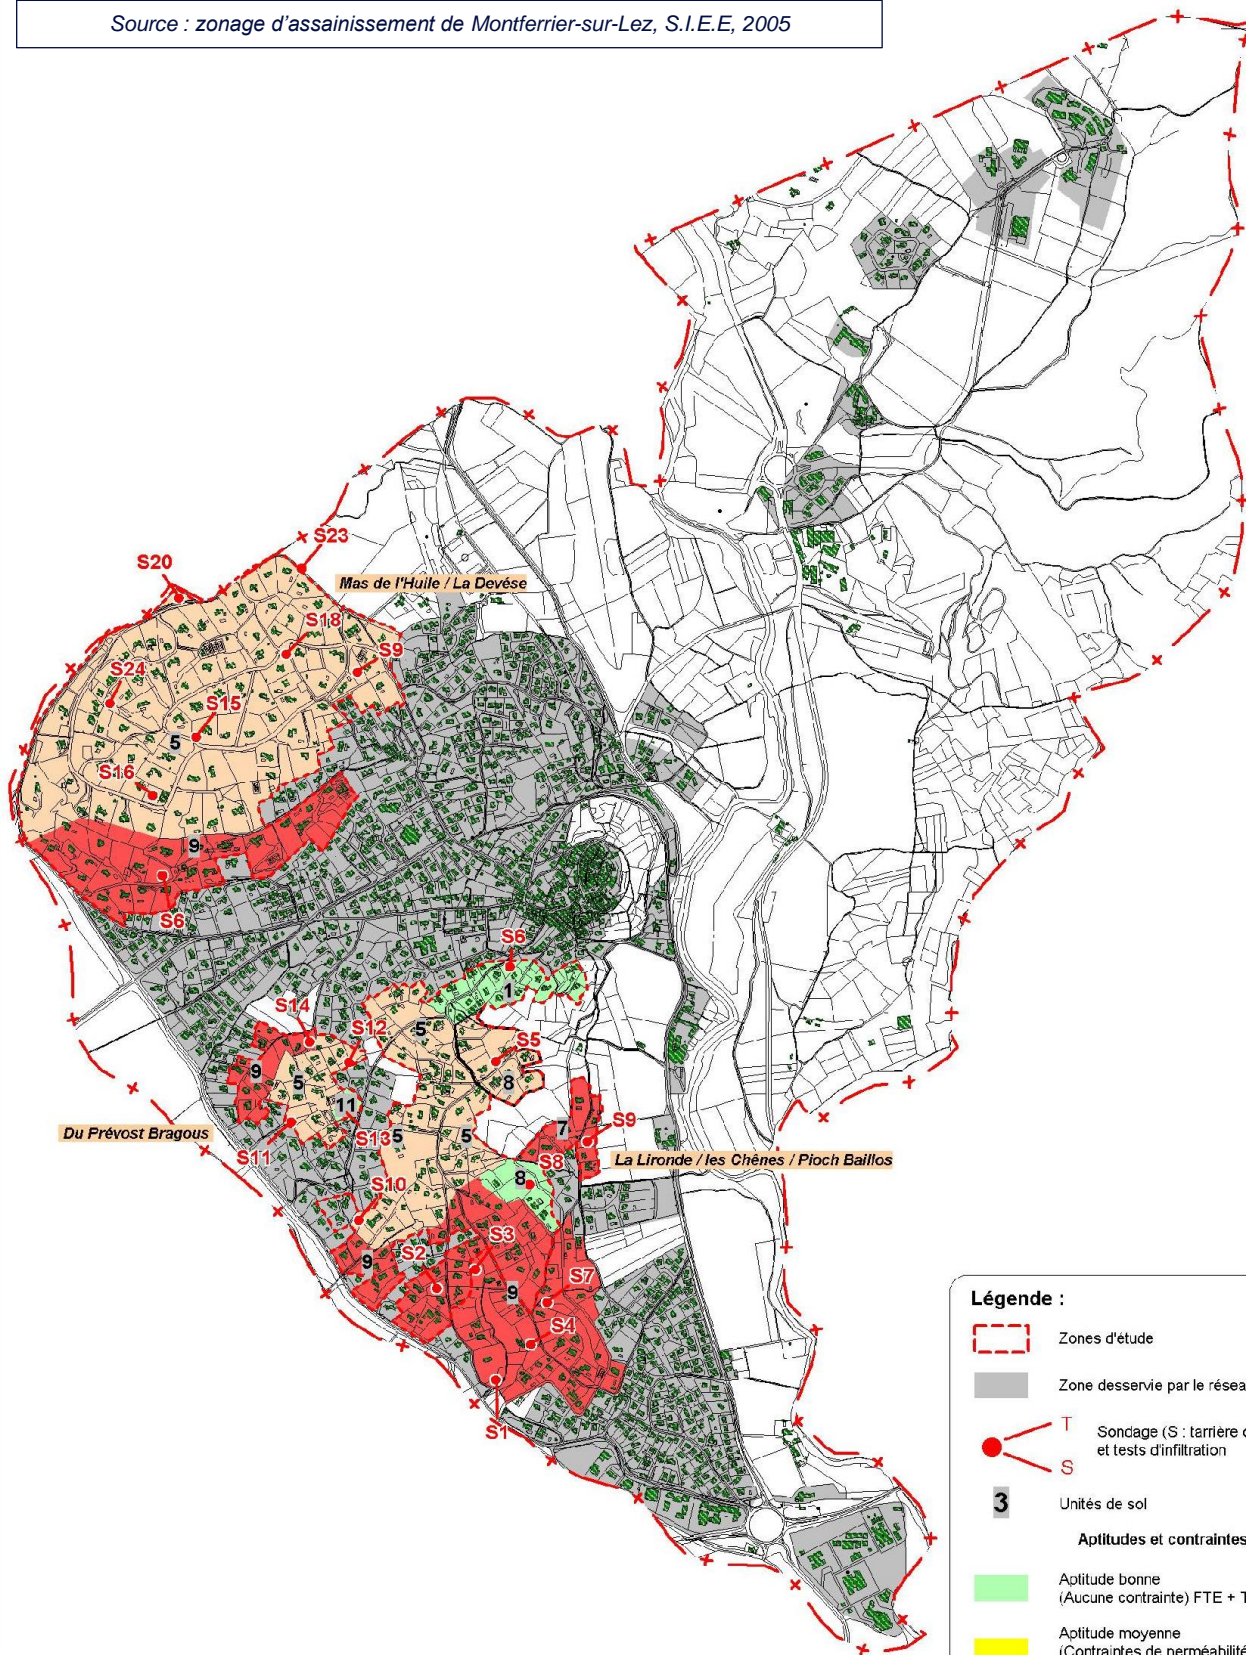 Source : zonage d'assainissement de Montferrier-sur-Lez, S.I.E.E, 2005
S23
S20
Mas de l'Huile / La Devése
S18
S9
S24
S15
5
S16
9
S6
S6
1
S14
S12
5
S5
9
5
8
11
7
S9
Du Prévost Bragous
S13
5
5
S11
S8
La Lironde / les Chênes / Pioch Baillos
8
S10
S3
S2
9
9
S7
S4
S1
Légende :
Zones d'étude
Zone desservie par le résea
T
Sondage (S : tarrière
et tests d'infiltration
S
3
Unités de sol
Aptitudes et contraintes
Aptitude bonne
(Aucune contrainte) FTE + T
Aptitude moyenne
(Contraintes de perméabilité